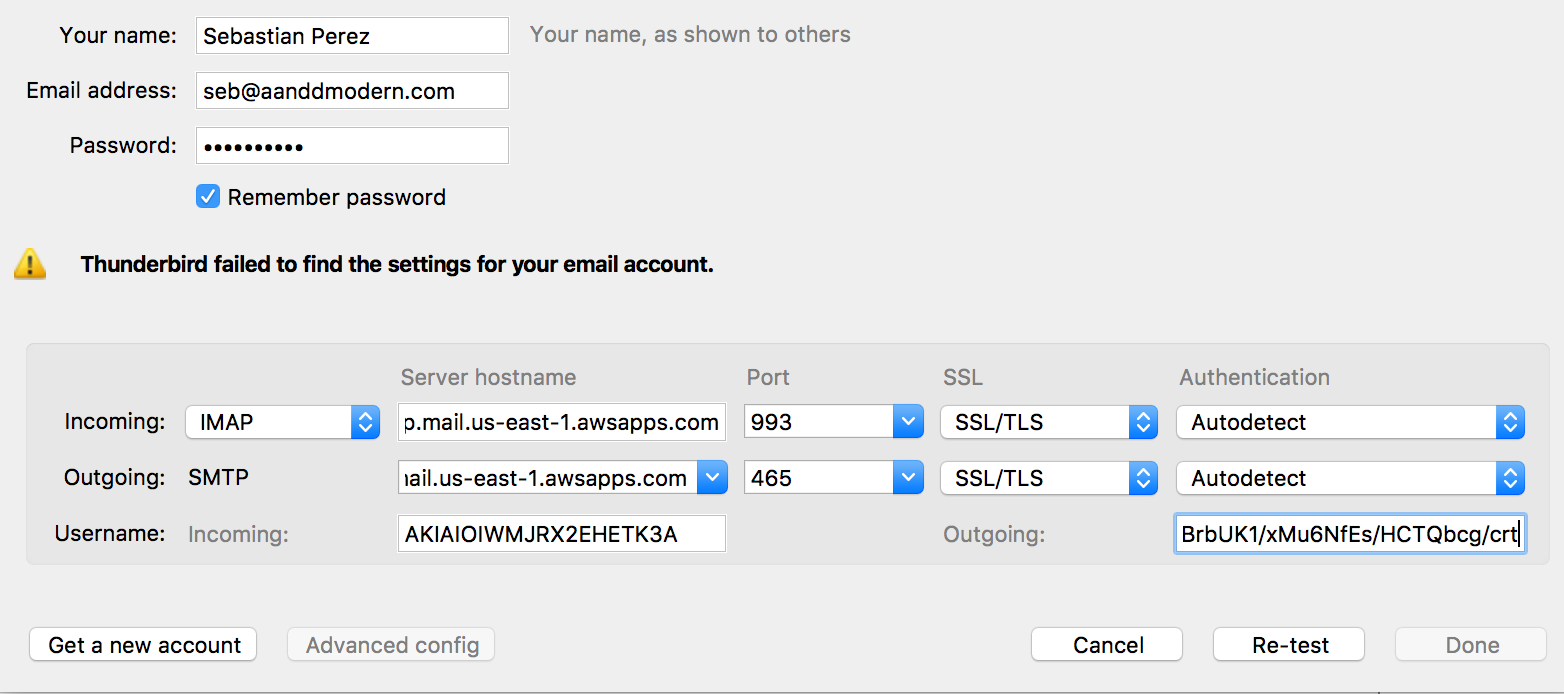 Your name: Sebastian Perez Your name, as shown to others
Email address: seb@aanddmodern.com
Password: ••••••••••
Remember password
Thunderbird failed to find the settings for your email account.
Server hostname Port SSL Authentication
Incoming: IMAP p.mail.us-east-1.awsapps.com 993 SSL/TLS Autodetect
Outgoing: SMTP ail.us-east-1.awsapps.com 465 SSL/TLS Autodetect
Username: Incoming: AKIAIOIWMJRX2EHETK3A Outgoing: BrbUK1/xMu6NfEs/HCTQbcg/crt
Get a new account Advanced config Cancel Re-test Done